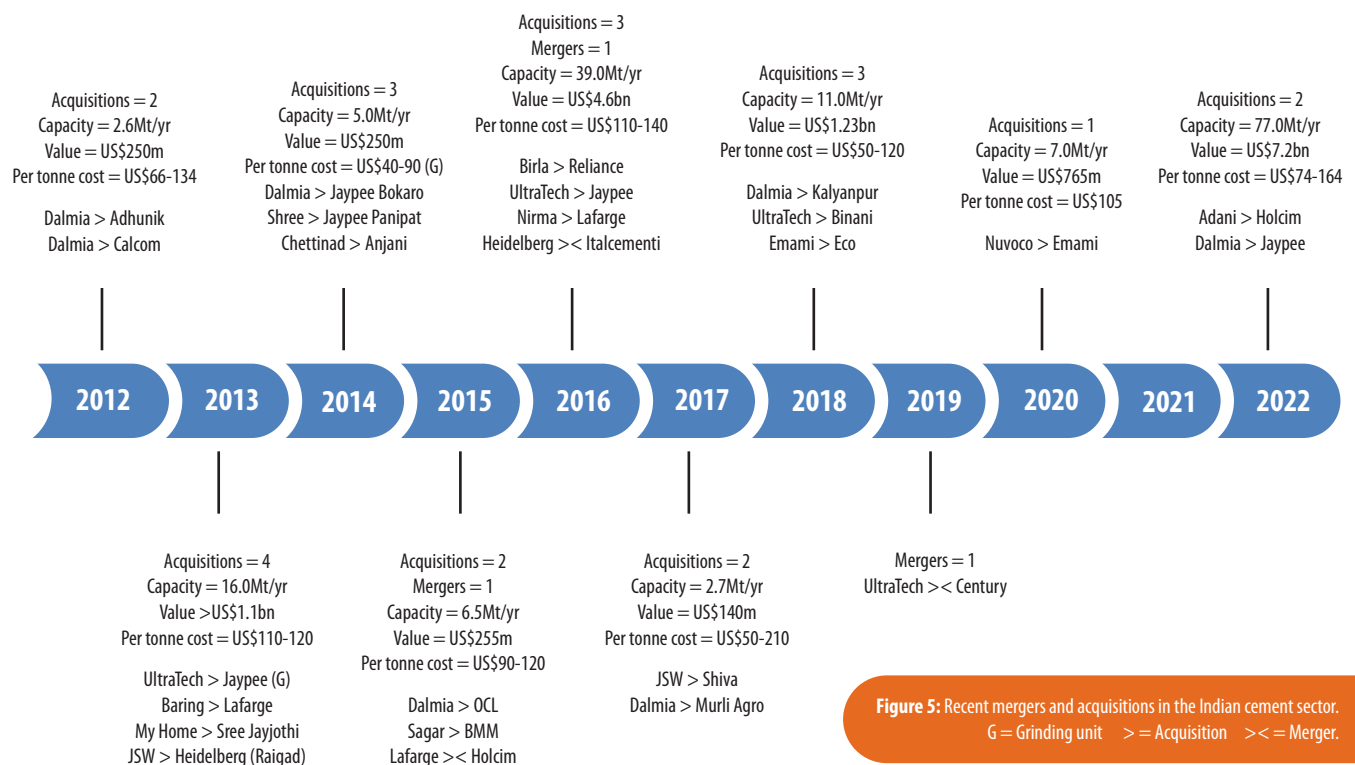 Acquisitions = 2
Capacity = 2.6Mt/yr
Value = US$250m
Per tonne cost = US$66-134
Dalmia > Adhunik
Dalmia > Calcom
Acquisitions = 3
Capacity = 5.0Mt/yr
Value = US$250m
Per tonne cost = US$40-90 (G)
Dalmia > Jaypee Bokaro
Shree > Jaypee Panipat
Chettinad > Anjani
Acquisitions = 3
Mergers = 1
Capacity = 39.0Mt/yr
Value = US$4.6bn
Per tonne cost = US$110-140
Birla > Reliance
UltraTech > Jaypee
Nirma > Lafarge
Heidelberg >< Italcementi
Acquisitions = 3
Capacity = 11.0Mt/yr
Value = US$1.23bn
Per tonne cost = US$50-120
Dalmia > Kalyanpur
UltraTech > Binani
Emami > Eco
Acquisitions = 1
Capacity = 7.0Mt/yr
Value = US$765m
Per tonne cost = US$105
Nuvoco > Emami
Acquisitions = 2
Capacity = 77.0Mt/yr
Value = US$7.2bn
Per tonne cost = US$74-164
Adani > Holcim
Dalmia > Jaypee
2012
2013
2014
2015
2016
2017
2018
2019
2020
2021
2022
Acquisitions = 4
Capacity = 16.0Mt/yr
Value >US$1.1bn
Per tonne cost = US$110-120
UltraTech > Jaypee (G)
Baring > Lafarge
My Home > Sree Jayjothi
JSW > Heidelberg (Raigad)
Acquisitions = 2
Mergers = 1
Capacity = 6.5Mt/yr
Value = US$255m
Per tonne cost = US$90-120
Dalmia > OCL
Sagar > BMM
Lafarge >< Holcim
Acquisitions = 2
Capacity = 2.7Mt/yr
Value = US$140m
Per tonne cost = US$50-210
JSW > Shiva
Dalmia > Murli Agro
Mergers = 1
UltraTech >< Century
Figure 5: Recent mergers and acquisitions in the Indian cement sector.
G = Grinding unit > = Acquisition >< = Merger.